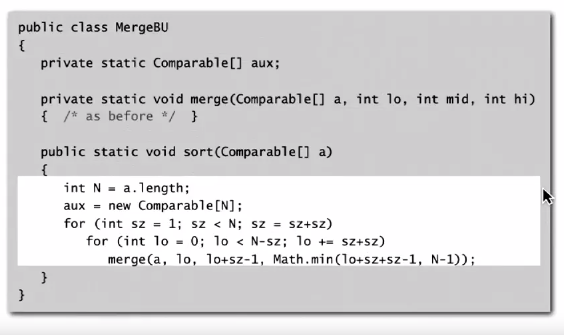 public class MergeBU
{
private static Comparable[] aux;
private static void merge(Comparable[] a, int lo, int mid, int hi)
{ /* as before */ }
public static void sort(Comparable[] a)
{
int N = a.length;
aux = new Comparable[N];
for (int sz = 1; sz < N; sz = sz+sz)
for (int lo = 0; lo < N-sz; lo += sz+sz)
merge(a, lo, lo+sz-1, Math.min(lo+sz+sz-1, N-1));
}
}